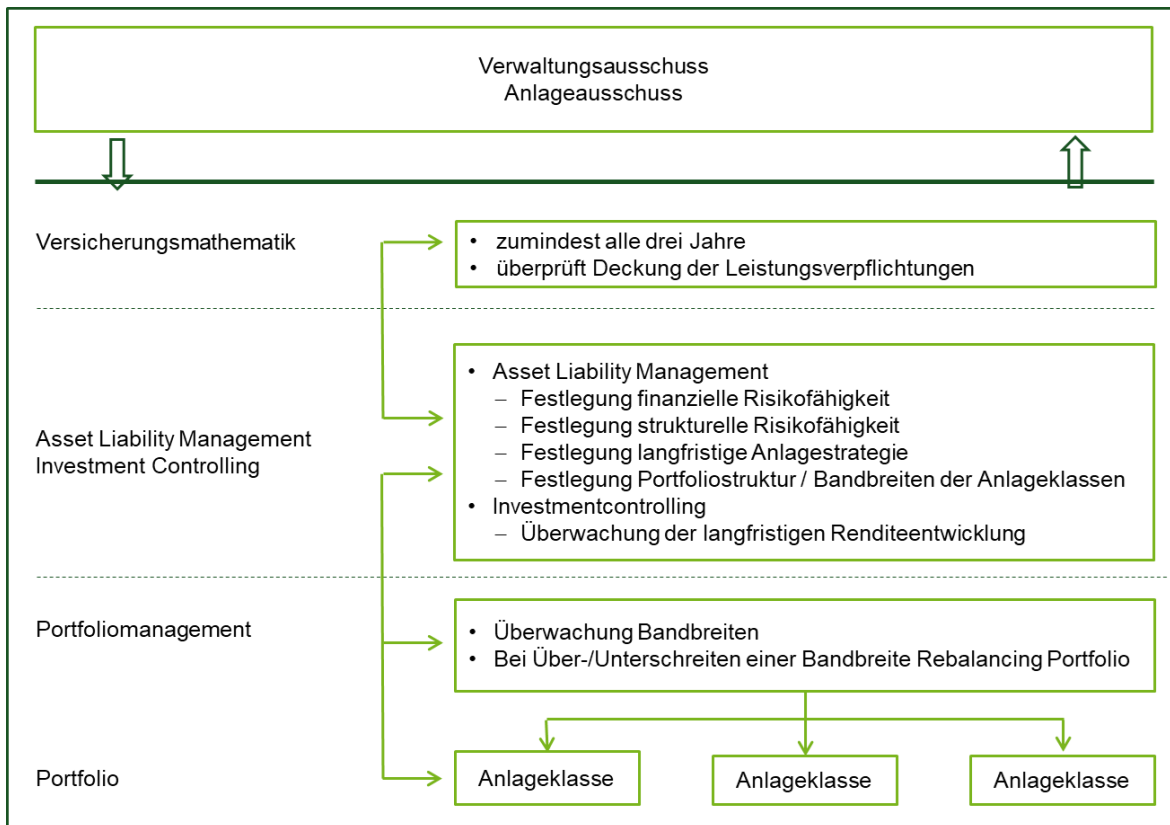 Verwaltungsausschuss
Anlageausschuss
Versicherungsmathematik
• zumindest alle drei Jahre
• überprüft Deckung der Leistungsverpflichtungen
Asset Liability Management
Investment Controlling
• Asset Liability Management
– Festlegung finanzielle Risikofähigkeit
– Festlegung strukturelle Risikofähigkeit
– Festlegung langfristige Anlagestrategie
– Festlegung Portfoliostruktur / Bandbreiten der Anlageklassen
• Investmentcontrolling
– Überwachung der langfristigen Renditeentwicklung
Portfoliomanagement
• Überwachung Bandbreiten
• Bei Über-/Unterschreiten einer Bandbreite Rebalancing Portfolio
Portfolio
Anlageklasse
Anlageklasse
Anlageklasse